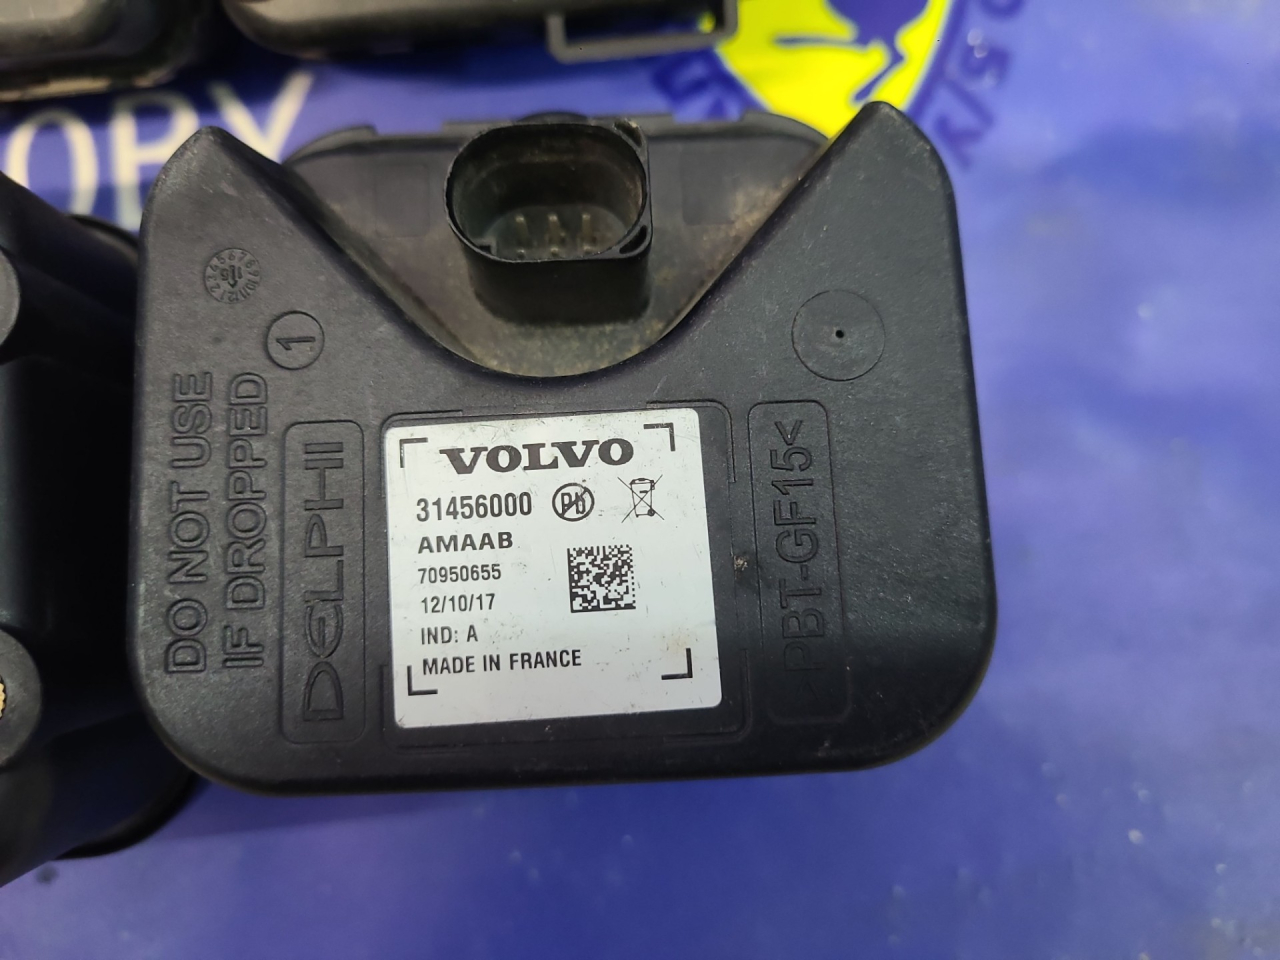 ORY
DO NOT USE
IF DROPPED
1
DELPHI
VOLVO
31456000
Pb
AMAAB
70950655
12/10/17
IND: A
MADE IN FRANCE
>PBT-GF15<